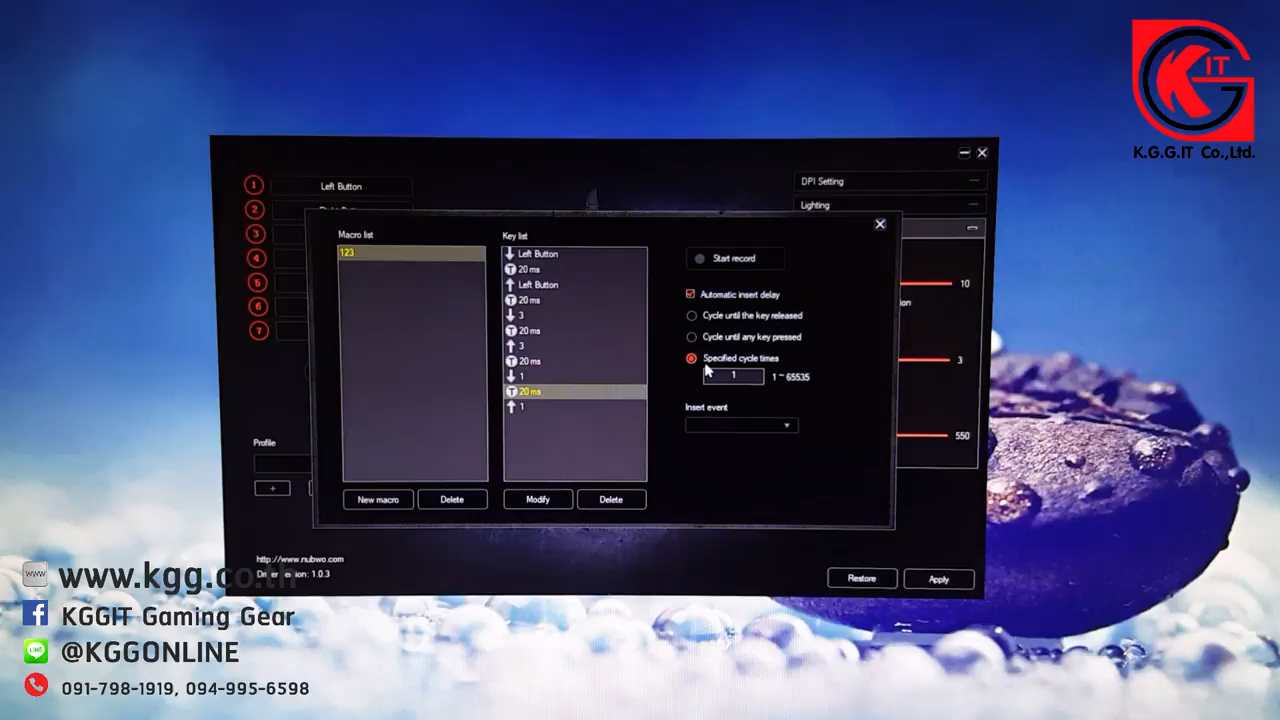 IT
KG
K.G.G.IT Co.,Ltd.
1 Left Button
DPI Setting
2
Lighting
3
4
5
6
7
10
3
550
Macro list
Key list
123
Left Button
20 ms
Left Button
20 ms
3
20 ms
3
20 ms
1
20 ms
1
Start record
Automatic insert delay
Cycle until the key released
Cycle until any key pressed
Specified cycle times
1
1 ~ 65535
Insert event
New macro
Delete
Modify
Delete
Profile
+
http://www.nubwo.com
Restore
Apply
www www.kgg.co.th
KGGIT Gaming Gear
LINE @KGGONLINE
091-798-1919, 094-995-6598